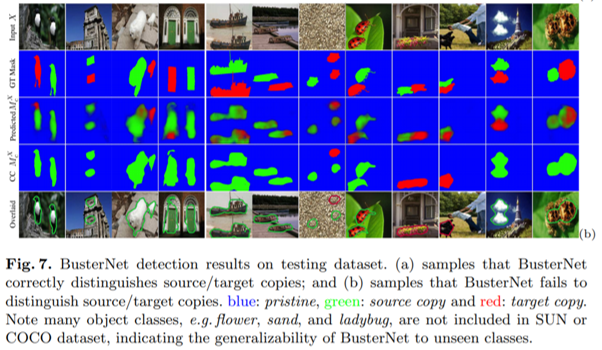 Input X
GT Mask
Predicted M_c^X
CC M_c^X
Overlaid
(b)
Fig. 7. BusterNet detection results on testing dataset. (a) samples that BusterNet
correctly distinguishes source/target copies; and (b) samples that BusterNet fails to
distinguish source/target copies. blue: pristine, green: source copy and red: target copy.
Note many object classes, e.g. flower, sand, and ladybug, are not included in SUN or
COCO dataset, indicating the generalizability of BusterNet to unseen classes.